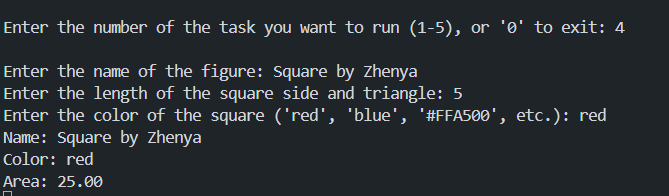 Enter the number of the task you want to run (1-5), or '0' to exit: 4
Enter the name of the figure: Square by Zhenya
Enter the length of the square side and triangle: 5
Enter the color of the square ('red', 'blue', '#FFA500', etc.): red
Name: Square by Zhenya
Color: red
Area: 25.00